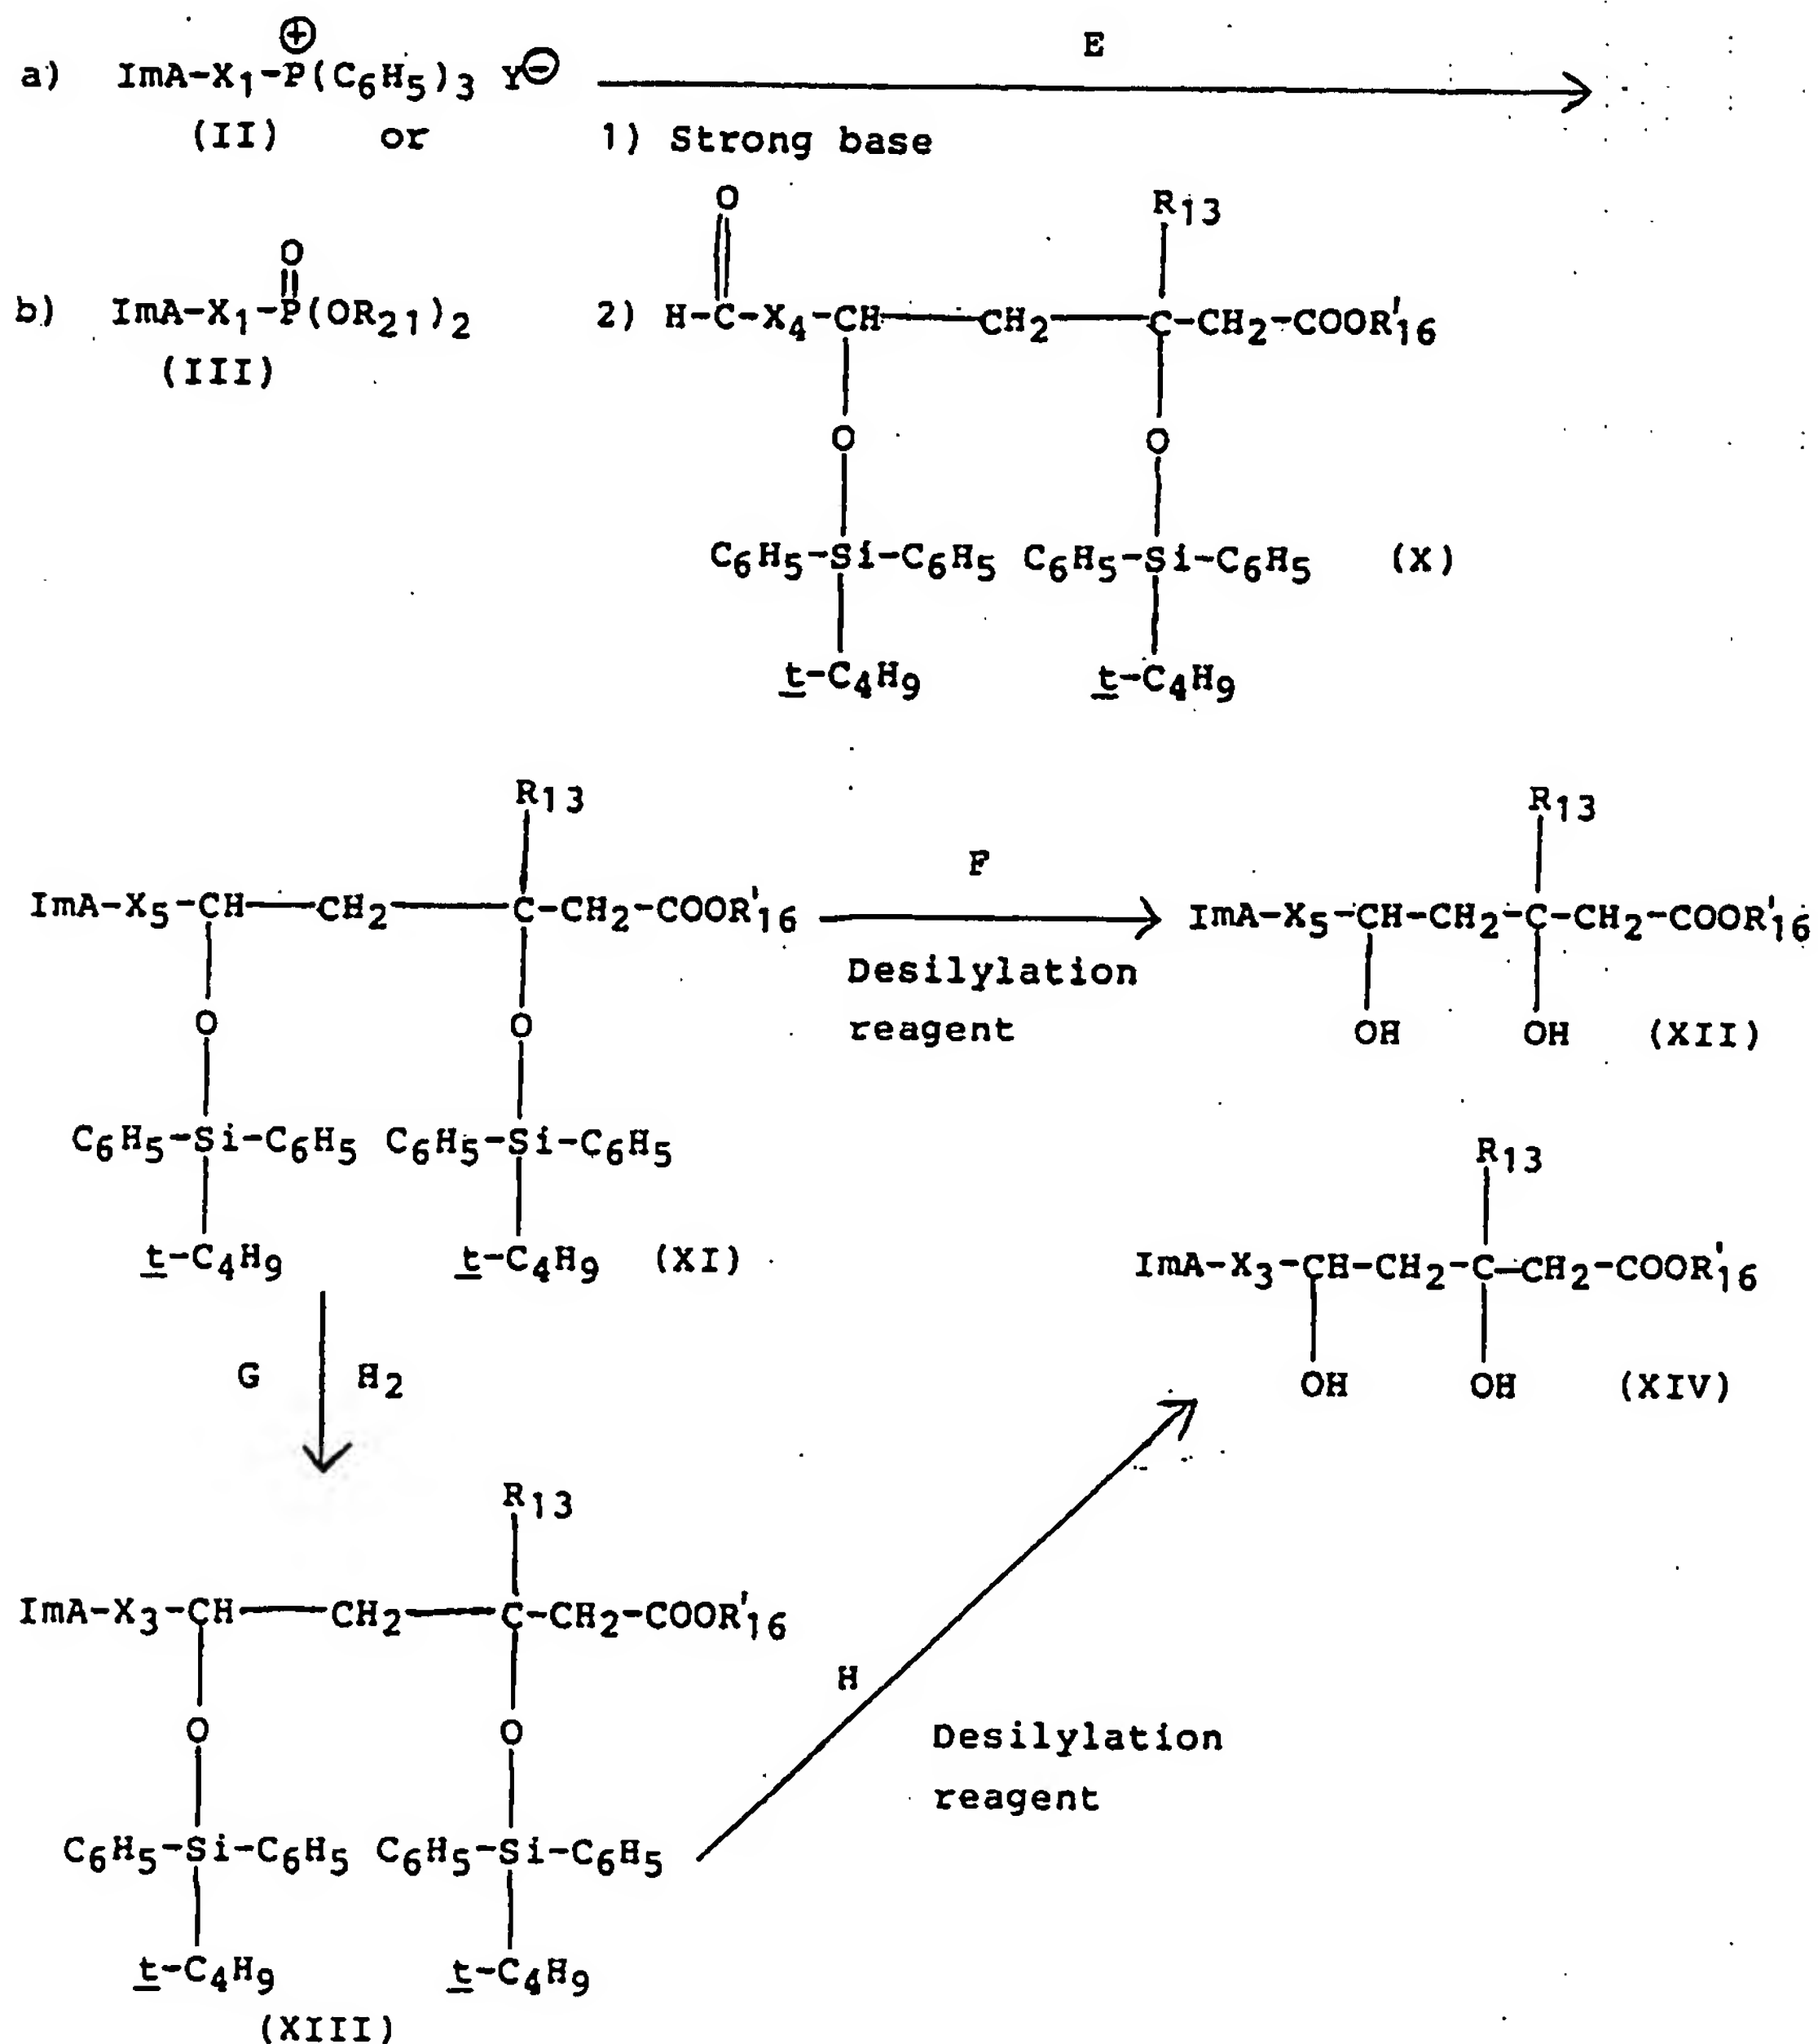 E
a) ImA-X1-P(C6H5)3 Y⊖
⊕
(II) or 1) Strong base
O R13
O
b) ImA-X1-P(OR21)2 2) H-C-X4-CH-CH2-C-CH2-COOR'16
(III)
O O
C6H5-Si-C6H5 C6H5-Si-C6H5 (X)
t-C4H9 t-C4H9
R13 R13
F
ImA-X5-CH-CH2-C-CH2-COOR'16 ImA-X5-CH-CH2-C-CH2-COOR'16
Desilylation
reagent
O O OH OH (XII)
C6H5-Si-C6H5 C6H5-Si-C6H5
R13
t-C4H9 t-C4H9 (XI)
ImA-X3-CH-CH2-C-CH2-COOR'16
G H2
OH OH (XIV)
R13
ImA-X3-CH-CH2-C-CH2-COOR'16
H
O O
Desilylation
reagent
C6H5-Si-C6H5 C6H5-Si-C6H5
t-C4H9 t-C4H9
(XIII)